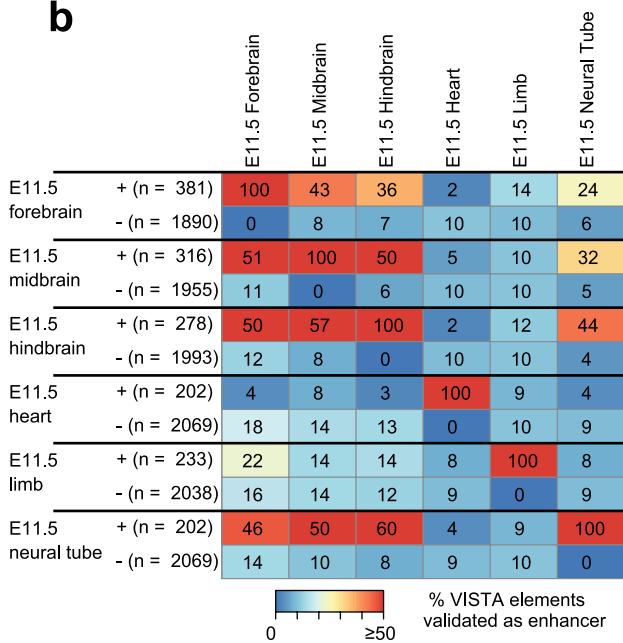 b
E11.5 Forebrain E11.5 Midbrain E11.5 Hindbrain E11.5 Heart E11.5 Limb E11.5 Neural Tube
E11.5 + (n = 381) 100 43 36 2 14 24
forebrain - (n = 1890) 0 8 7 10 10 6
E11.5 + (n = 316) 51 100 50 5 10 32
midbrain - (n = 1955) 11 0 6 10 10 5
E11.5 + (n = 278) 50 57 100 2 12 44
hindbrain - (n = 1993) 12 8 0 10 10 4
E11.5 + (n = 202) 4 8 3 100 9 4
heart - (n = 2069) 18 14 13 0 10 9
E11.5 + (n = 233) 22 14 14 8 100 8
limb - (n = 2038) 16 14 12 9 0 9
E11.5 + (n = 202) 46 50 60 4 9 100
neural tube - (n = 2069) 14 10 8 9 10 0
% VISTA elements
validated as enhancer
0 ≥50